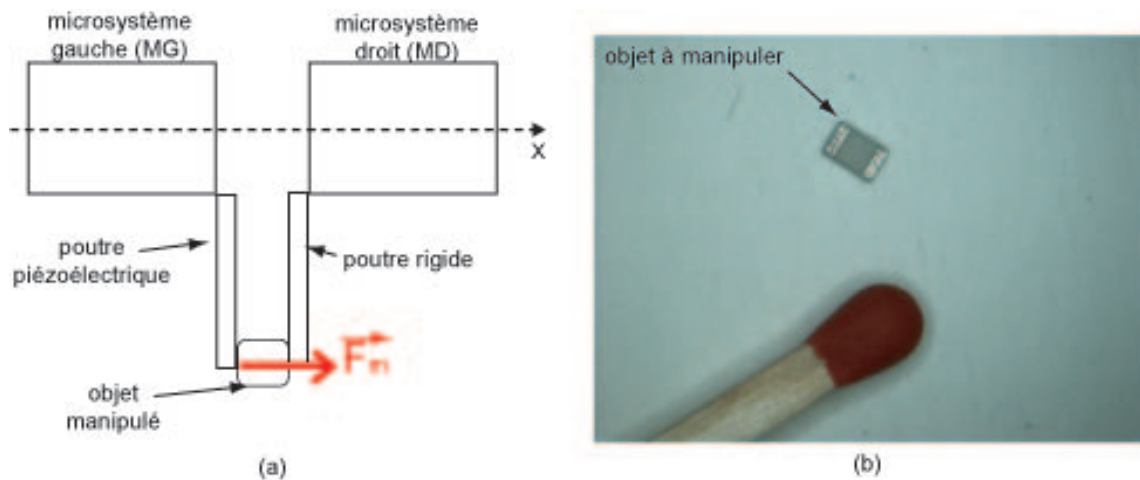 microsystème
gauche (MG)
microsystème
droit (MD)
X
poutre
piézoélectrique
poutre rigide
objet
manipulé
(a)
objet à manipuler
(b)